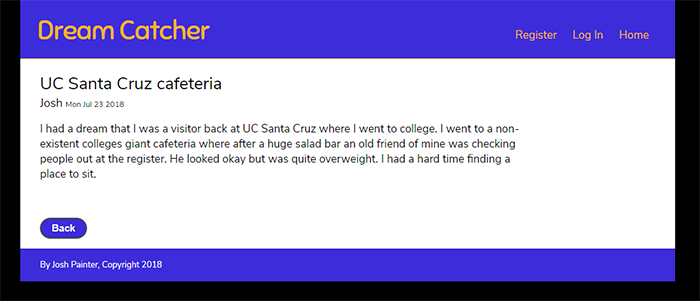 Dream Catcher
Register Log In Home
UC Santa Cruz cafeteria
Josh Mon Jul 23 2018
I had a dream that I was a visitor back at UC Santa Cruz where I went to college. I went to a non-
existent colleges giant cafeteria where after a huge salad bar an old friend of mine was checking
people out at the register. He looked okay but was quite overweight. I had a hard time finding a
place to sit.
Back
By Josh Painter, Copyright 2018